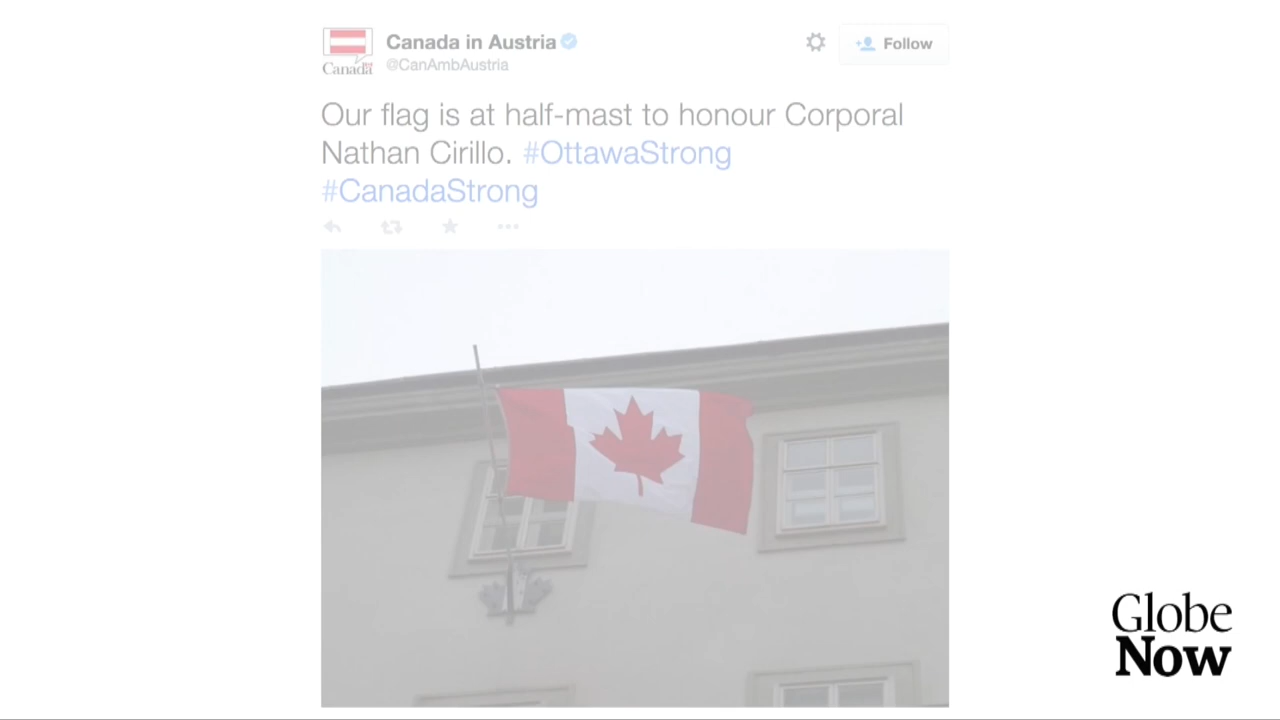 Canada in Austria
@CanAmbAustria
Follow
Canada
Our flag is at half-mast to honour Corporal
Nathan Cirillo. #OttawaStrong
#CanadaStrong
Globe
Now